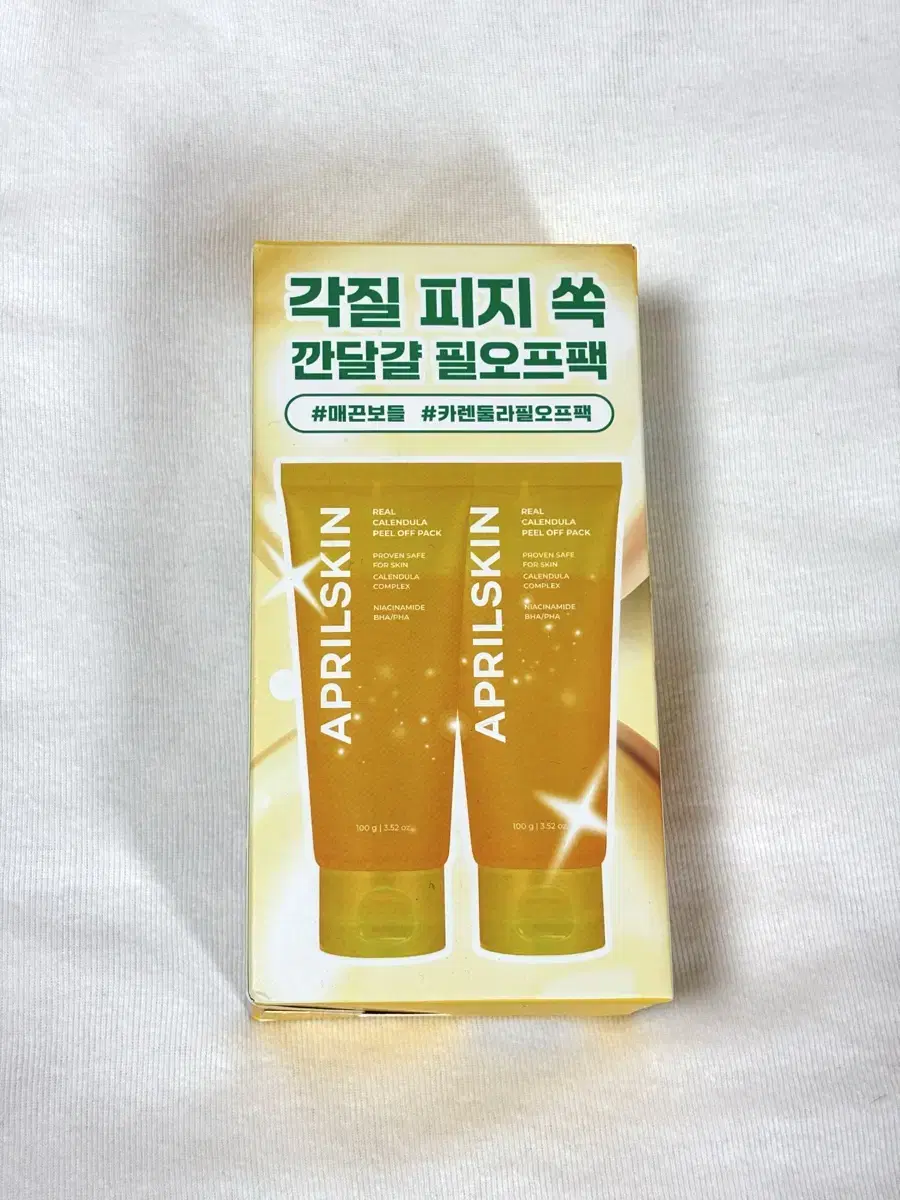 각질 피지 쏙
깐달걀 필오프팩
#매끈보들 #카렌둘라필오프팩
APRILSKIN
REAL
CALENDULA
PEEL OFF PACK
PROVEN SAFE
FOR SKIN
CALENDULA
COMPLEX
NIACINAMIDE
BHA/PHA
100 g | 3.52 oz.
APRILSKIN
REAL
CALENDULA
PEEL OFF PACK
PROVEN SAFE
FOR SKIN
CALENDULA
COMPLEX
NIACINAMIDE
BHA/PHA
100 g | 3.52 oz